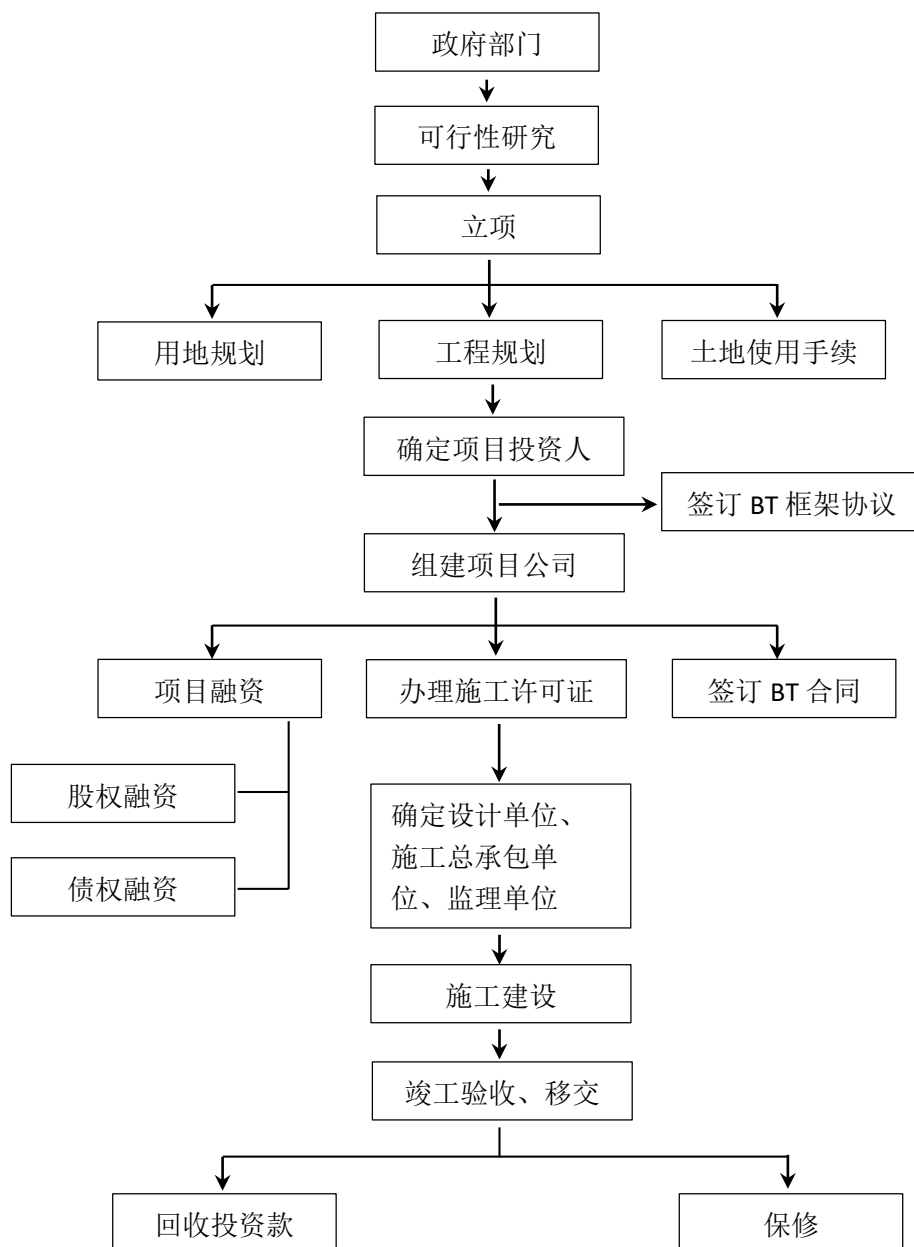 政府部门
可行性研究
立项
用地规划
工程规划
土地使用手续
确定项目投资人
签订 BT 框架协议
组建项目公司
项目融资
办理施工许可证
签订 BT 合同
股权融资
债权融资
确定设计单位、
施工总承包单
位、监理单位
施工建设
竣工验收、移交
回收投资款
保修